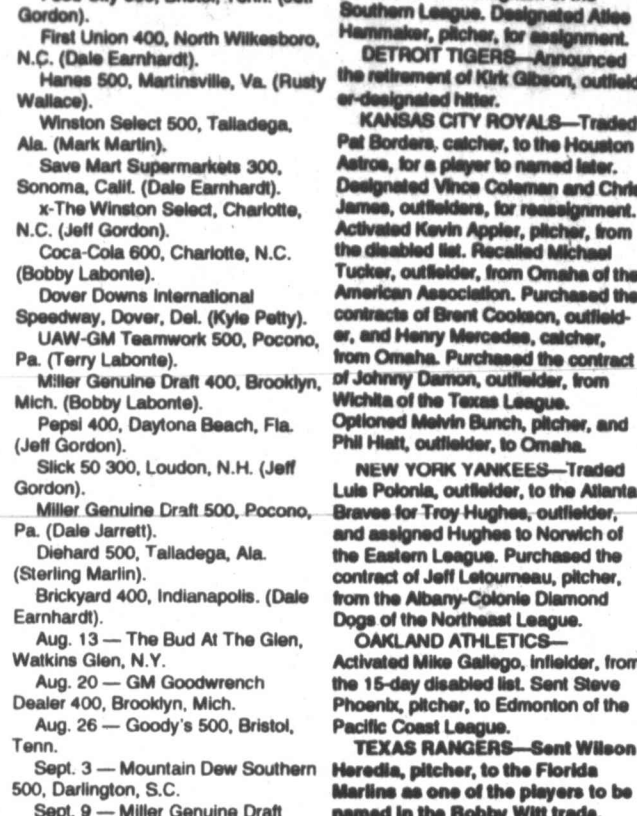 Gordon).
First Union 400, North Wilkesboro,
N.C. (Dale Earnhardt).
Hanes 500, Martinsville, Va. (Rusty
Wallace).
Winston Select 500, Talladega,
Ala. (Mark Martin).
Save Mart Supermarkets 300,
Sonoma, Calif. (Dale Earnhardt).
x-The Winston Select, Charlotte,
N.C. (Jeff Gordon).
Coca-Cola 600, Charlotte, N.C.
(Bobby Labonte).
Dover Downs International
Speedway, Dover, Del. (Kyle Petty).
UAW-GM Teamwork 500, Pocono,
Pa. (Terry Labonte).
Miller Genuine Draft 400, Brooklyn,
Mich. (Bobby Labonte).
Pepsi 400, Daytona Beach, Fla.
(Jeff Gordon).
Slick 50 300, Loudon, N.H. (Jeff
Gordon).
Miller Genuine Draft 500, Pocono,
Pa. (Dale Jarrett).
Diehard 500, Talladega, Ala.
(Sterling Marlin).
Brickyard 400, Indianapolis. (Dale
Earnhardt).
Aug. 13 — The Bud At The Glen,
Watkins Glen, N.Y.
Aug. 20 — GM Goodwrench
Dealer 400, Brooklyn, Mich.
Aug. 26 — Goody's 500, Bristol,
Tenn.
Sept. 3 — Mountain Dew Southern
500, Darlington, S.C.
Sept. 9 — Miller Genuine Draft
Southern League. Designated Atlee
Hammaker, pitcher, for assignment.
DETROIT TIGERS—Announced
the retirement of Kirk Gibson, outfield-
er-designated hitter.
KANSAS CITY ROYALS—Traded
Pat Borders, catcher, to the Houston
Astros, for a player to named later.
Designated Vince Coleman and Chris
James, outfielders, for reassignment.
Activated Kevin Appier, pitcher, from
the disabled list. Recalled Michael
Tucker, outfielder, from Omaha of the
American Association. Purchased the
contracts of Brent Cookson, outfield-
er, and Henry Mercedes, catcher,
from Omaha. Purchased the contract
of Johnny Damon, outfielder, from
Wichita of the Texas League.
Optioned Melvin Bunch, pitcher, and
Phil Hiatt, outfielder, to Omaha.
NEW YORK YANKEES—Traded
Luis Polonia, outfielder, to the Atlanta
Braves for Troy Hughes, outfielder,
and assigned Hughes to Norwich of
the Eastern League. Purchased the
contract of Jeff Letourneau, pitcher,
from the Albany-Colonie Diamond
Dogs of the Northeast League.
OAKLAND ATHLETICS—
Activated Mike Gallego, infielder, from
the 15-day disabled list. Sent Steve
Phoenix, pitcher, to Edmonton of the
Pacific Coast League.
TEXAS RANGERS—Sent Wilson
Heredia, pitcher, to the Florida
Marlins as one of the players to be
named in the Bobby Witt trade.